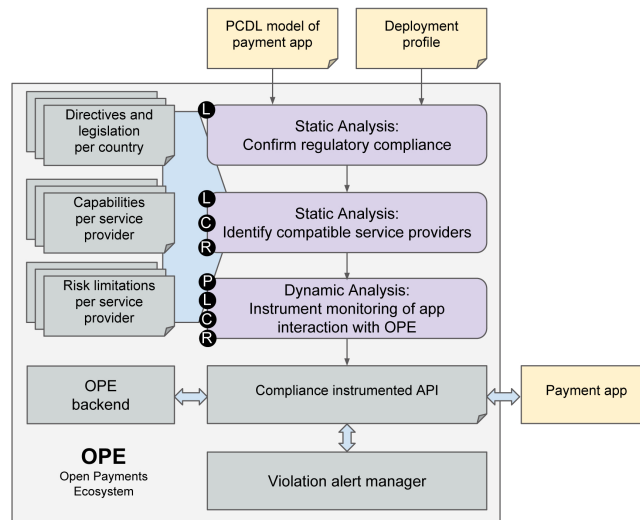 PCDL model of
payment app
Deployment
profile
Directives and
legislation
per country
L
Static Analysis:
Confirm regulatory compliance
Capabilities
per service
provider
L
C
R
Static Analysis:
Identify compatible service providers
Risk limitations
per service
provider
P
L
C
R
Dynamic Analysis:
Instrument monitoring of app
interaction with OPE
OPE
backend
Compliance instrumented API
Payment app
OPE
Open Payments
Ecosystem
Violation alert manager